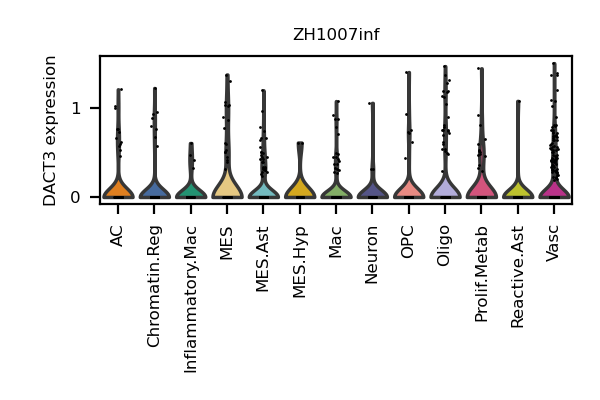 ZH1007inf
DACT3 expression
1
0
AC
Chromatin.Reg
Inflammatory.Mac
MES
MES.Ast
MES.Hyp
Mac
Neuron
OPC
Oligo
Prolif.Metab
Reactive.Ast
Vasc